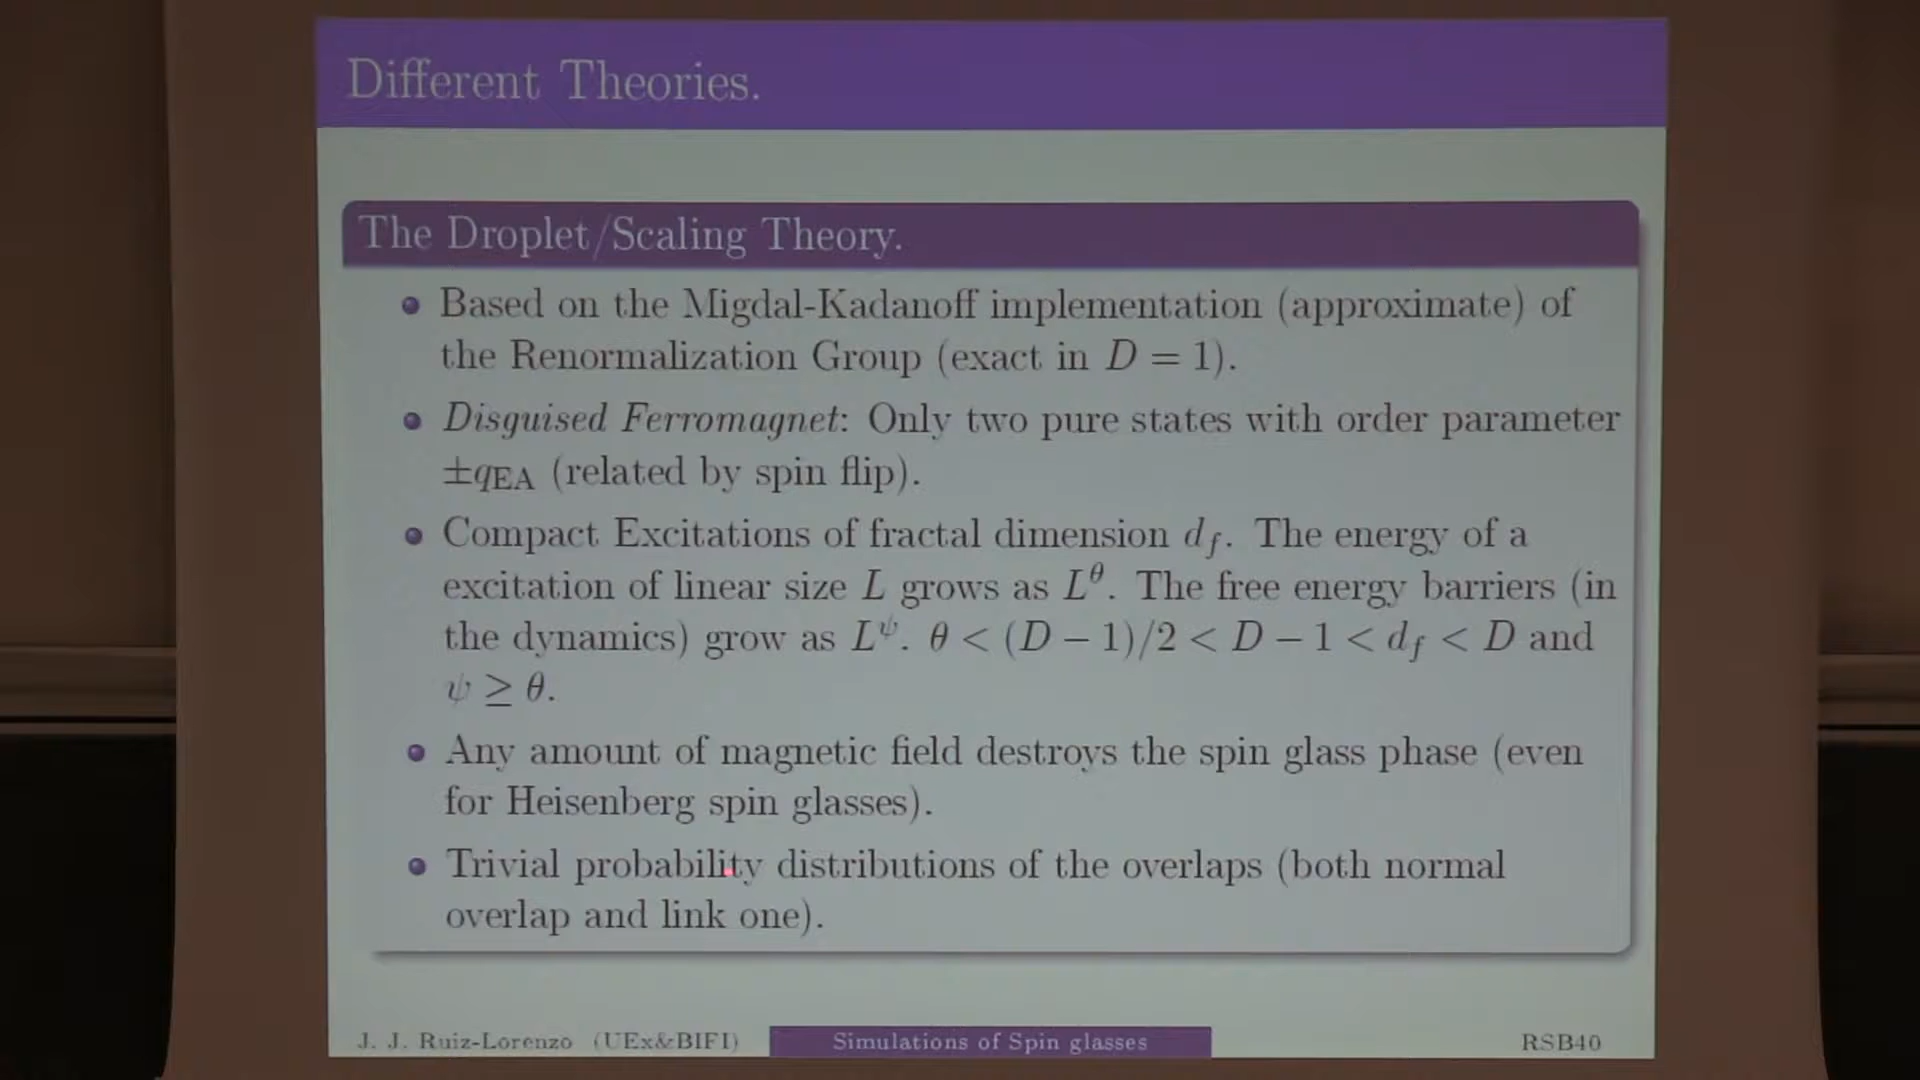 Different Theories.
The Droplet/Scaling Theory.
Based on the Migdal-Kadanoff implementation (approximate) of
the Renormalization Group (exact in D = 1).
Disguised Ferromagnet: Only two pure states with order parameter
±q_EA (related by spin flip).
Compact Excitations of fractal dimension d_f. The energy of a
excitation of linear size L grows as L^θ. The free energy barriers (in
the dynamics) grow as L^ψ. θ < (D − 1)/2 < D − 1 < d_f < D and
ψ ≥ θ.
Any amount of magnetic field destroys the spin glass phase (even
for Heisenberg spin glasses).
Trivial probability distributions of the overlaps (both normal
overlap and link one).
J. J. Ruiz-Lorenzo (UEx&BIFI) Simulations of Spin glasses RSB40